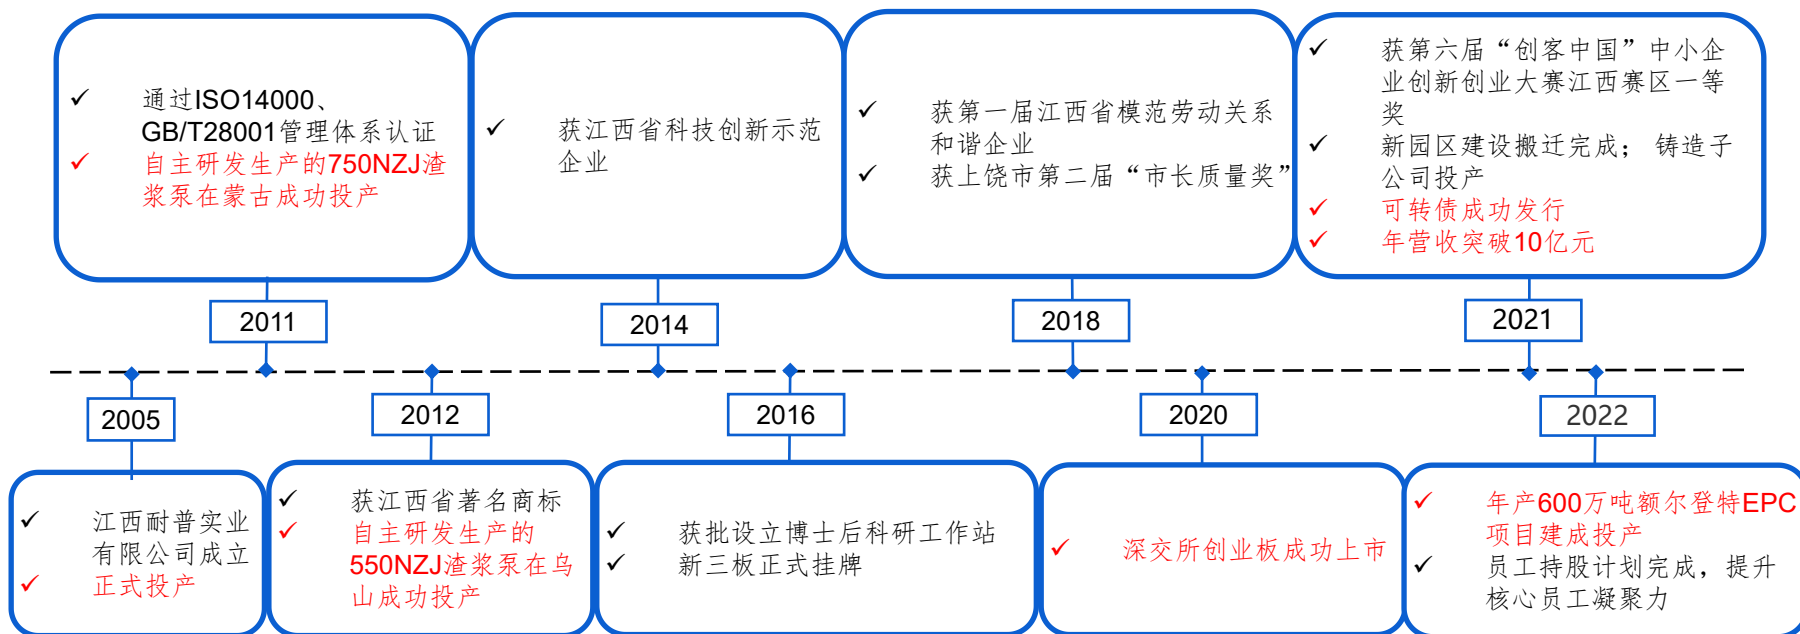 通过ISO14000、
GB/T28001管理体系认证
自主研发生产的750NZJ渣
浆泵在蒙古成功投产
获江西省科技创新示范
企业
获第一届江西省模范劳动关系
和谐企业
获上饶市第二届“市长质量奖”
获第六届“创客中国”中小企
业创新创业大赛江西赛区一等
奖
新园区建设搬迁完成； 铸造子
公司投产
可转债成功发行
年营收突破10亿元
2011
2014
2018
2021
2005
2012
2016
2020
2022
江西耐普实业
有限公司成立
正式投产
获江西省著名商标
自主研发生产的
550NZJ渣浆泵在乌
山成功投产
获批设立博士后科研工作站
新三板正式挂牌
深交所创业板成功上市
年产600万吨额尔登特EPC
项目建成投产
员工持股计划完成，提升
核心员工凝聚力